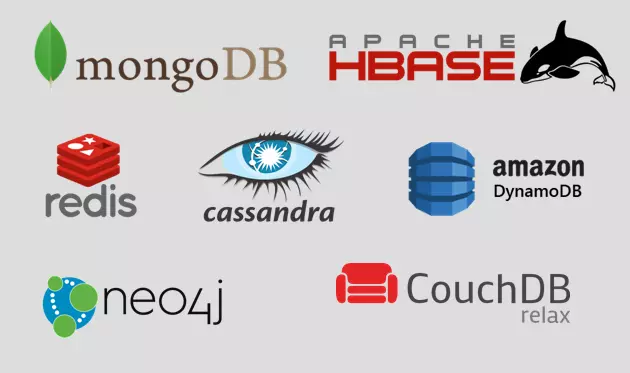 mongoDB
APACHE
HBASE
redis
cassandra
amazon
DynamoDB
neo4j
CouchDB
relax